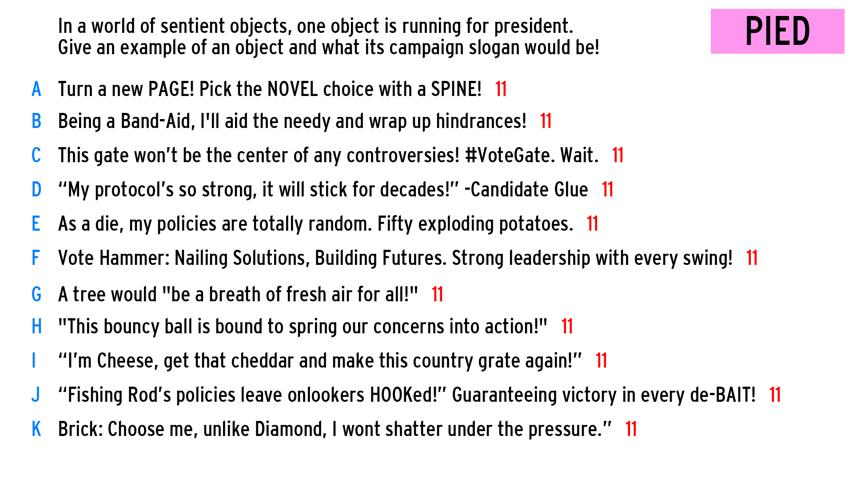 In a world of sentient objects, one object is running for president.
Give an example of an object and what its campaign slogan would be!
PIED
A Turn a new PAGE! Pick the NOVEL choice with a SPINE! 11
B Being a Band-Aid, I'll aid the needy and wrap up hindrances! 11
C This gate won’t be the center of any controversies! #VoteGate. Wait. 11
D “My protocol’s so strong, it will stick for decades!” -Candidate Glue 11
E As a die, my policies are totally random. Fifty exploding potatoes. 11
F Vote Hammer: Nailing Solutions, Building Futures. Strong leadership with every swing! 11
G A tree would "be a breath of fresh air for all!" 11
H "This bouncy ball is bound to spring our concerns into action!" 11
I “I’m Cheese, get that cheddar and make this country grate again!” 11
J “Fishing Rod’s policies leave onlookers HOOKed!” Guaranteeing victory in every de-BAIT! 11
K Brick: Choose me, unlike Diamond, I wont shatter under the pressure.” 11